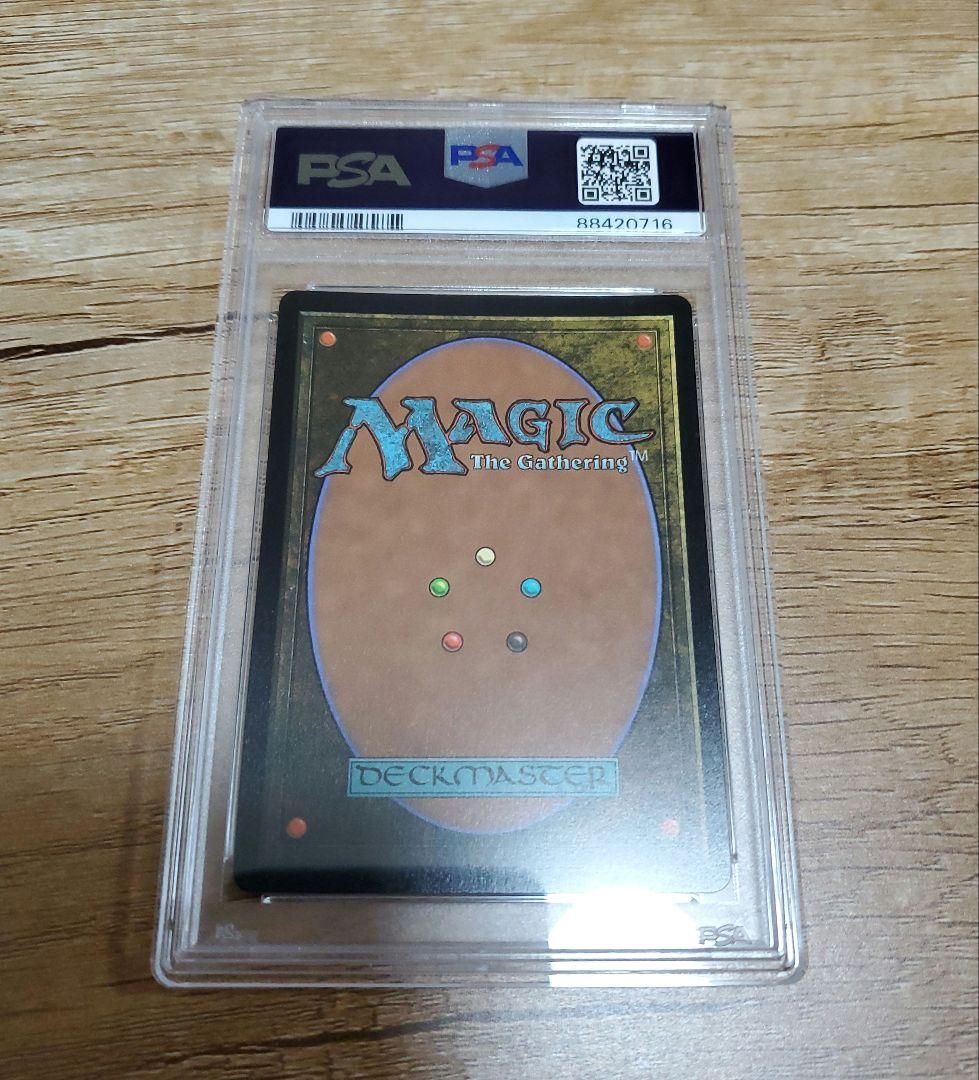 PSA
PSA
88420716
MAGIC
The Gathering™
DECKMASTER
PSA